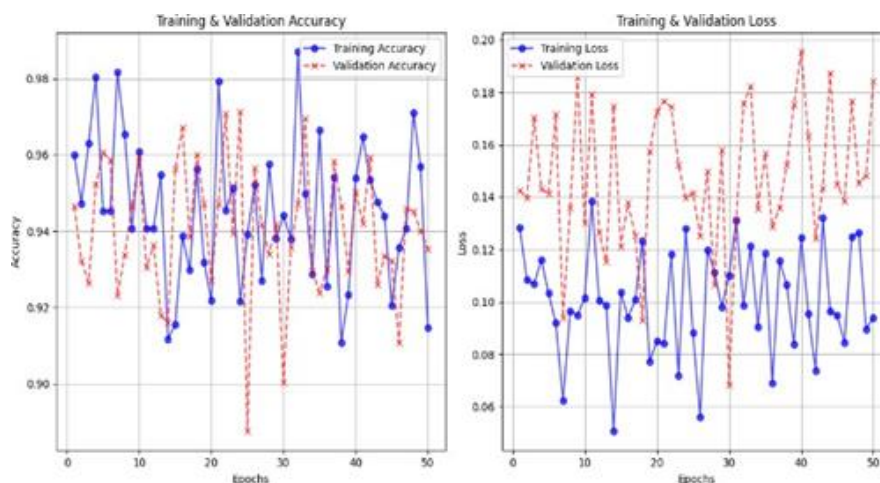 Training & Validation Accuracy
Training Accuracy
Validation Accuracy
Accuracy
0.98
0.96
0.94
0.92
0.90
0
10
20
30
40
50
Epochs
Training & Validation Loss
Training Loss
Validation Loss
Loss
0.20
0.18
0.16
0.14
0.12
0.10
0.08
0.06
0
10
20
30
40
50
Epochs